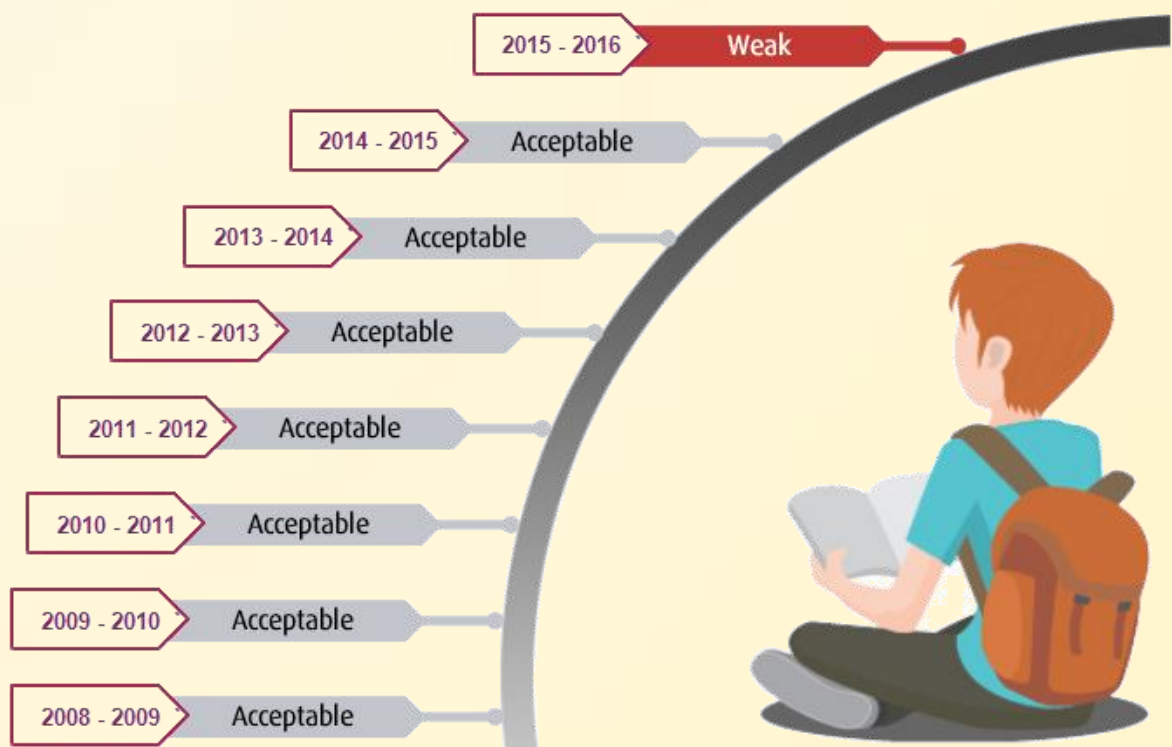 2015 - 2016 Weak
2014 - 2015 Acceptable
2013 - 2014 Acceptable
2012 - 2013 Acceptable
2011 - 2012 Acceptable
2010 - 2011 Acceptable
2009 - 2010 Acceptable
2008 - 2009 Acceptable